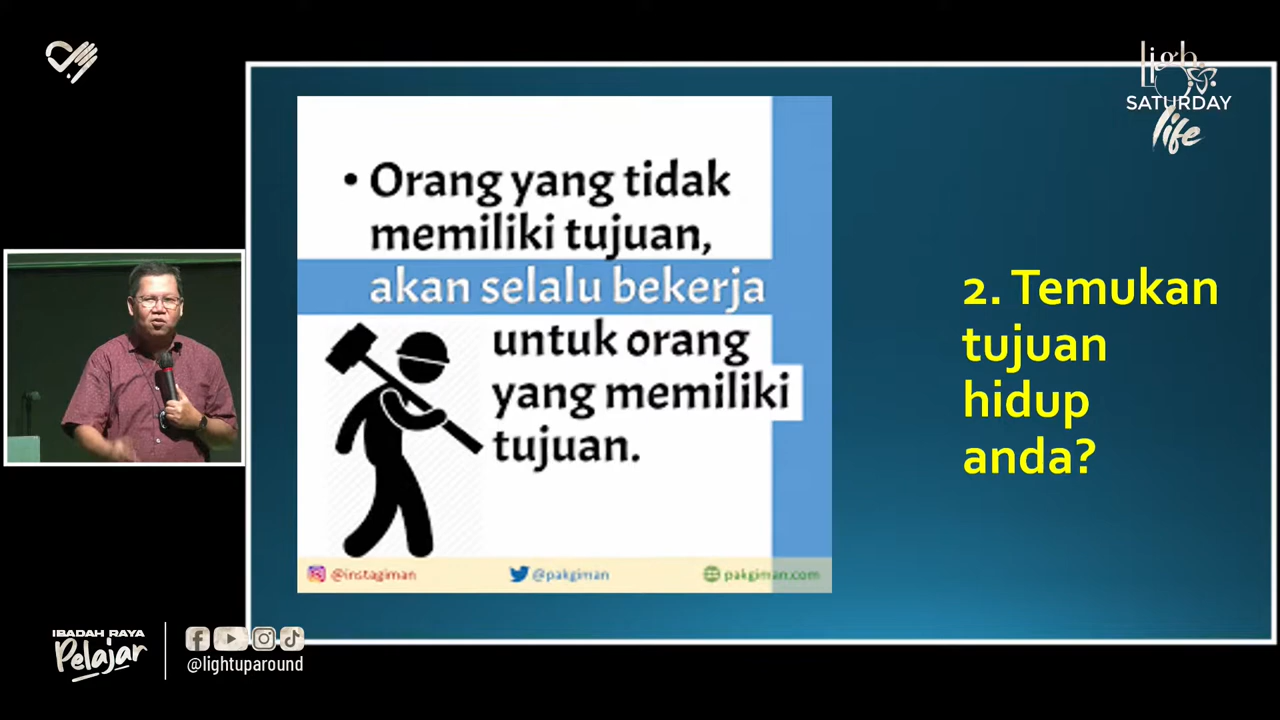 Light
SATURDAY
life
• Orang yang tidak
memiliki tujuan,
akan selalu bekerja
untuk orang
yang memiliki
tujuan.
@instagiman
@pakgiman
pakgiman.com
2. Temukan
tujuan
hidup
anda?
IBADAH RAYA
Pelajar
@lightuparound